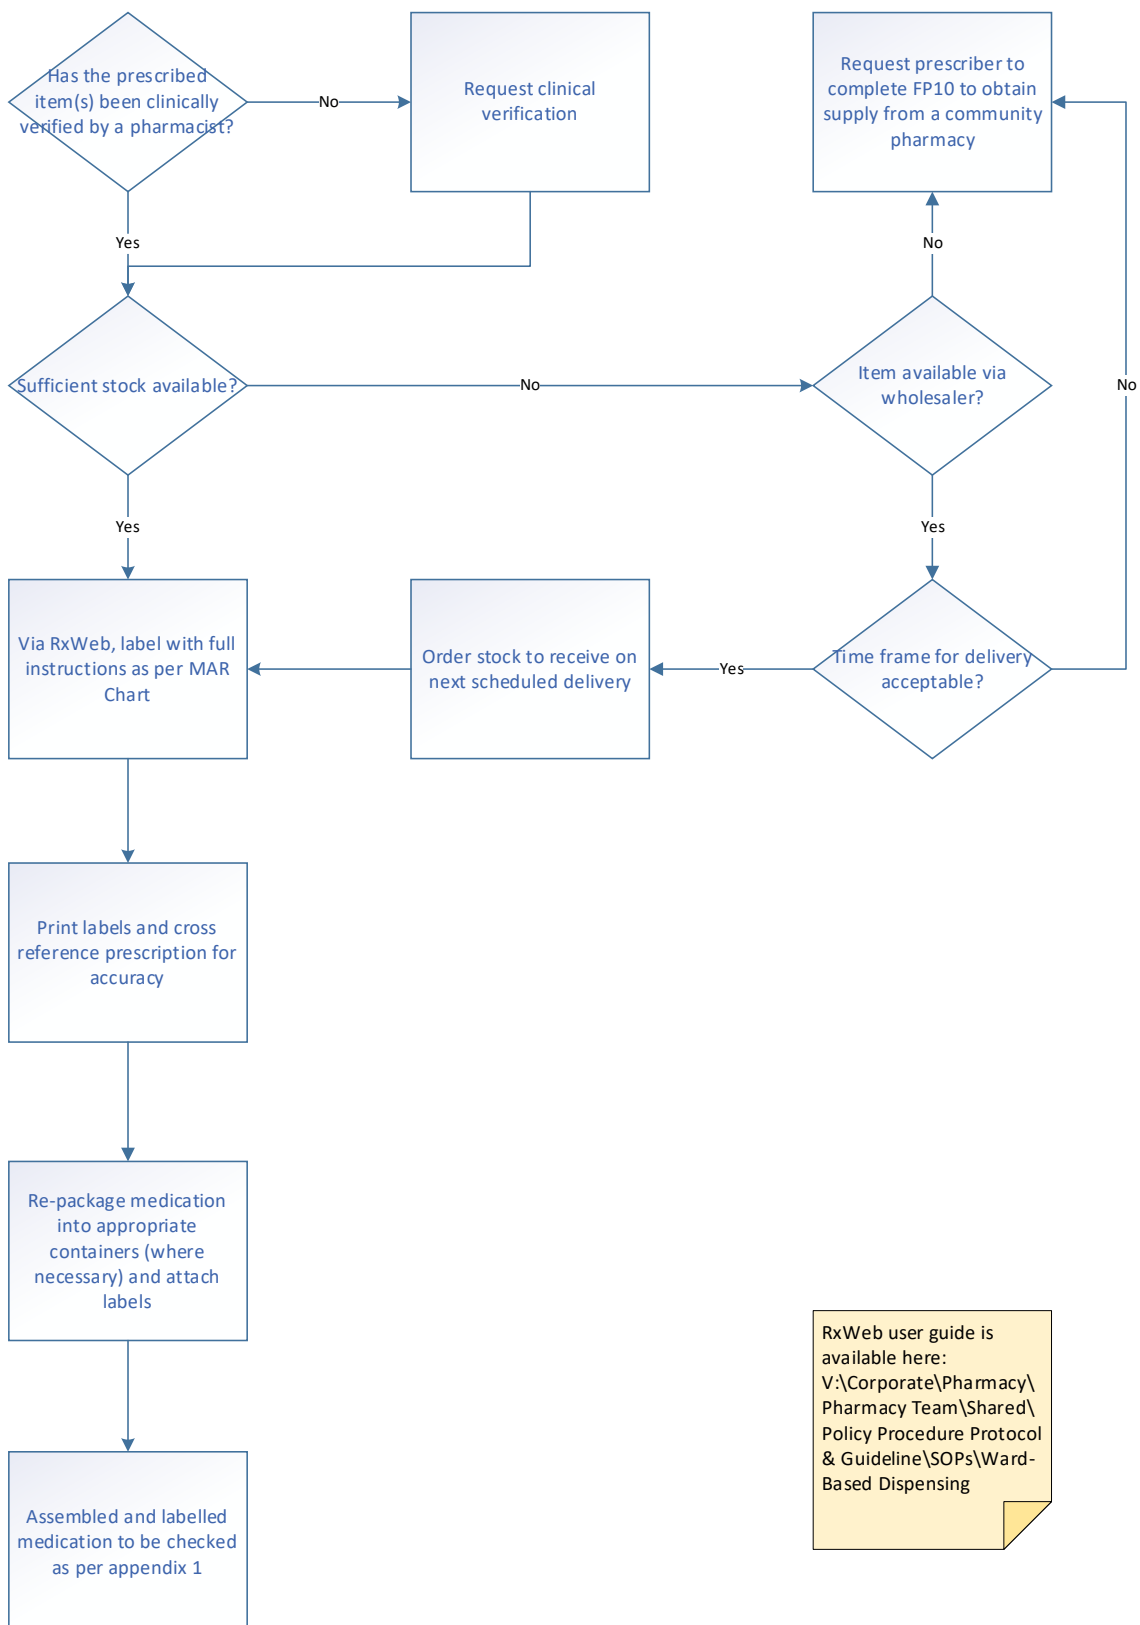 Has the prescribed
item(s) been clinically
verified by a pharmacist?
No
Request clinical
verification
Request prescriber to
complete FP10 to obtain
supply from a community
pharmacy
Yes
No
Sufficient stock available?
No
Item available via
wholesaler?
No
Yes
Yes
Via RxWeb, label with full
instructions as per MAR
Chart
Order stock to receive on
next scheduled delivery
Yes
Time frame for delivery
acceptable?
Print labels and cross
reference prescription for
accuracy
Re-package medication
into appropriate
containers (where
necessary) and attach
labels
RxWeb user guide is
available here:
V:\Corporate\Pharmacy\
Pharmacy Team\Shared\
Policy Procedure Protocol
& Guideline\SOPs\Ward-
Based Dispensing
Assembled and labelled
medication to be checked
as per appendix 1